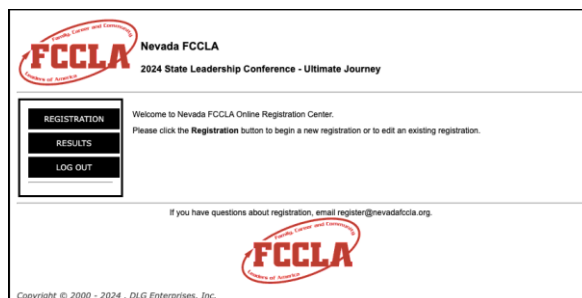 Family, Career and Community
FCCLA
Leaders of America
Nevada FCCLA
2024 State Leadership Conference - Ultimate Journey
REGISTRATION
RESULTS
LOG OUT
Welcome to Nevada FCCLA Online Registration Center.
Please click the Registration button to begin a new registration or to edit an existing registration.
If you have questions about registration, email register@nevadafccla.org.
Family, Career and Community
FCCLA
Leaders of America
Copyright © 2000 - 2024 , DLG Enterprises, Inc.